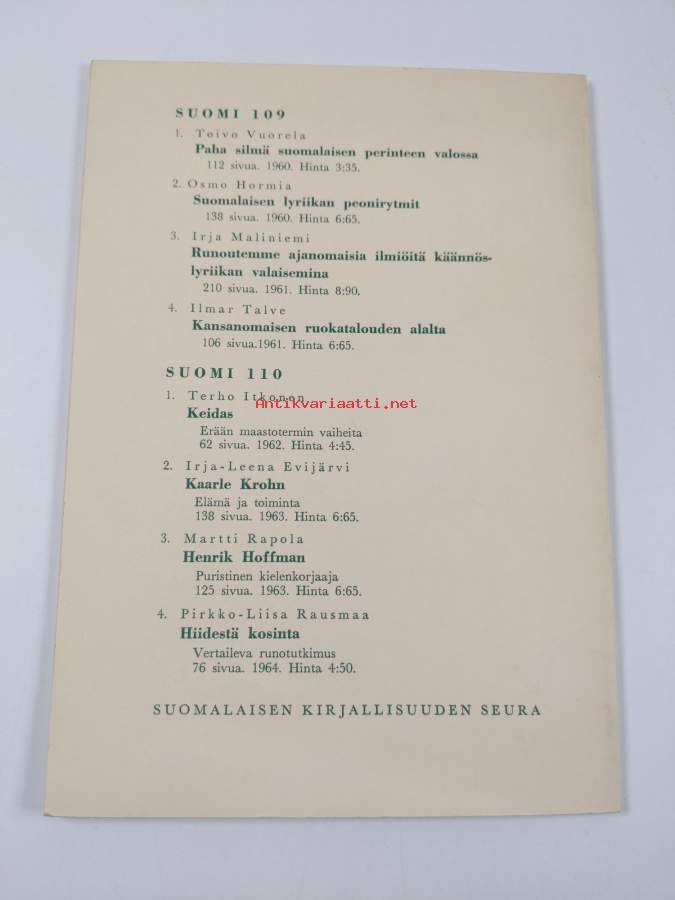 SUOMI 109
1. Toivo Vuorela
Paha silmä suomalaisen perinteen valossa
112 sivua. 1960. Hinta 3:35.
2. Osmo Hormia
Suomalaisen lyriikan peonirytmit
138 sivua. 1960. Hinta 6:65.
3. Irja Maliniemi
Runoutemme ajanomaisia ilmiöitä käännös-
lyriikan valaisemina
210 sivua. 1961. Hinta 8:90.
4. Ilmar Talve
Kansanomaisen ruokatalouden alalta
106 sivua.1961. Hinta 6:65.
SUOMI 110
1. Terho Itkonen
Antikvariaatti.net
Keidas
Erään maastotermin vaiheita
62 sivua. 1962. Hinta 4:45.
2. Irja-Leena Evijärvi
Kaarle Krohn
Elämä ja toiminta
138 sivua. 1963. Hinta 6:65.
3. Martti Rapola
Henrik Hoffman
Puristinen kielenkorjaaja
125 sivua. 1963. Hinta 6:65.
4. Pirkko-Liisa Rausmaa
Hiidestä kosinta
Vertaileva runotutkimus
76 sivua. 1964. Hinta 4:50.
SUOMALAISEN KIRJALLISUUDEN SEURA